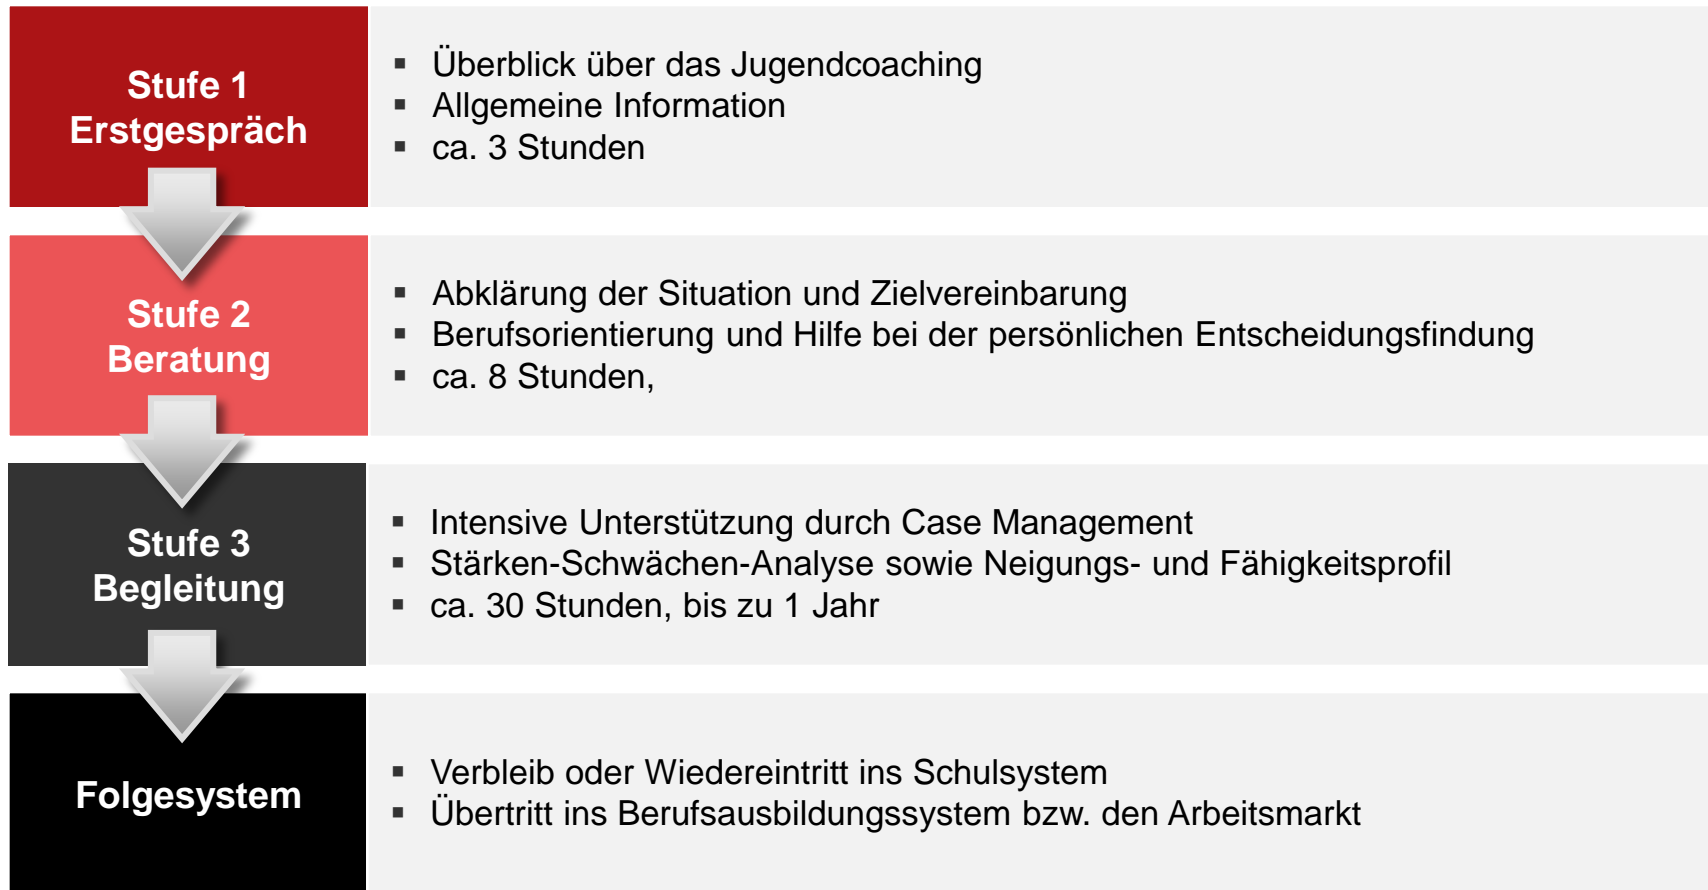 Stufe 1
Erstgespräch
▪ Überblick über das Jugendcoaching
▪ Allgemeine Information
▪ ca. 3 Stunden
Stufe 2
Beratung
▪ Abklärung der Situation und Zielvereinbarung
▪ Berufsorientierung und Hilfe bei der persönlichen Entscheidungsfindung
▪ ca. 8 Stunden,
Stufe 3
Begleitung
▪ Intensive Unterstützung durch Case Management
▪ Stärken-Schwächen-Analyse sowie Neigungs- und Fähigkeitsprofil
▪ ca. 30 Stunden, bis zu 1 Jahr
Folgesystem
▪ Verbleib oder Wiedereintritt ins Schulsystem
▪ Übertritt ins Berufsausbildungssystem bzw. den Arbeitsmarkt